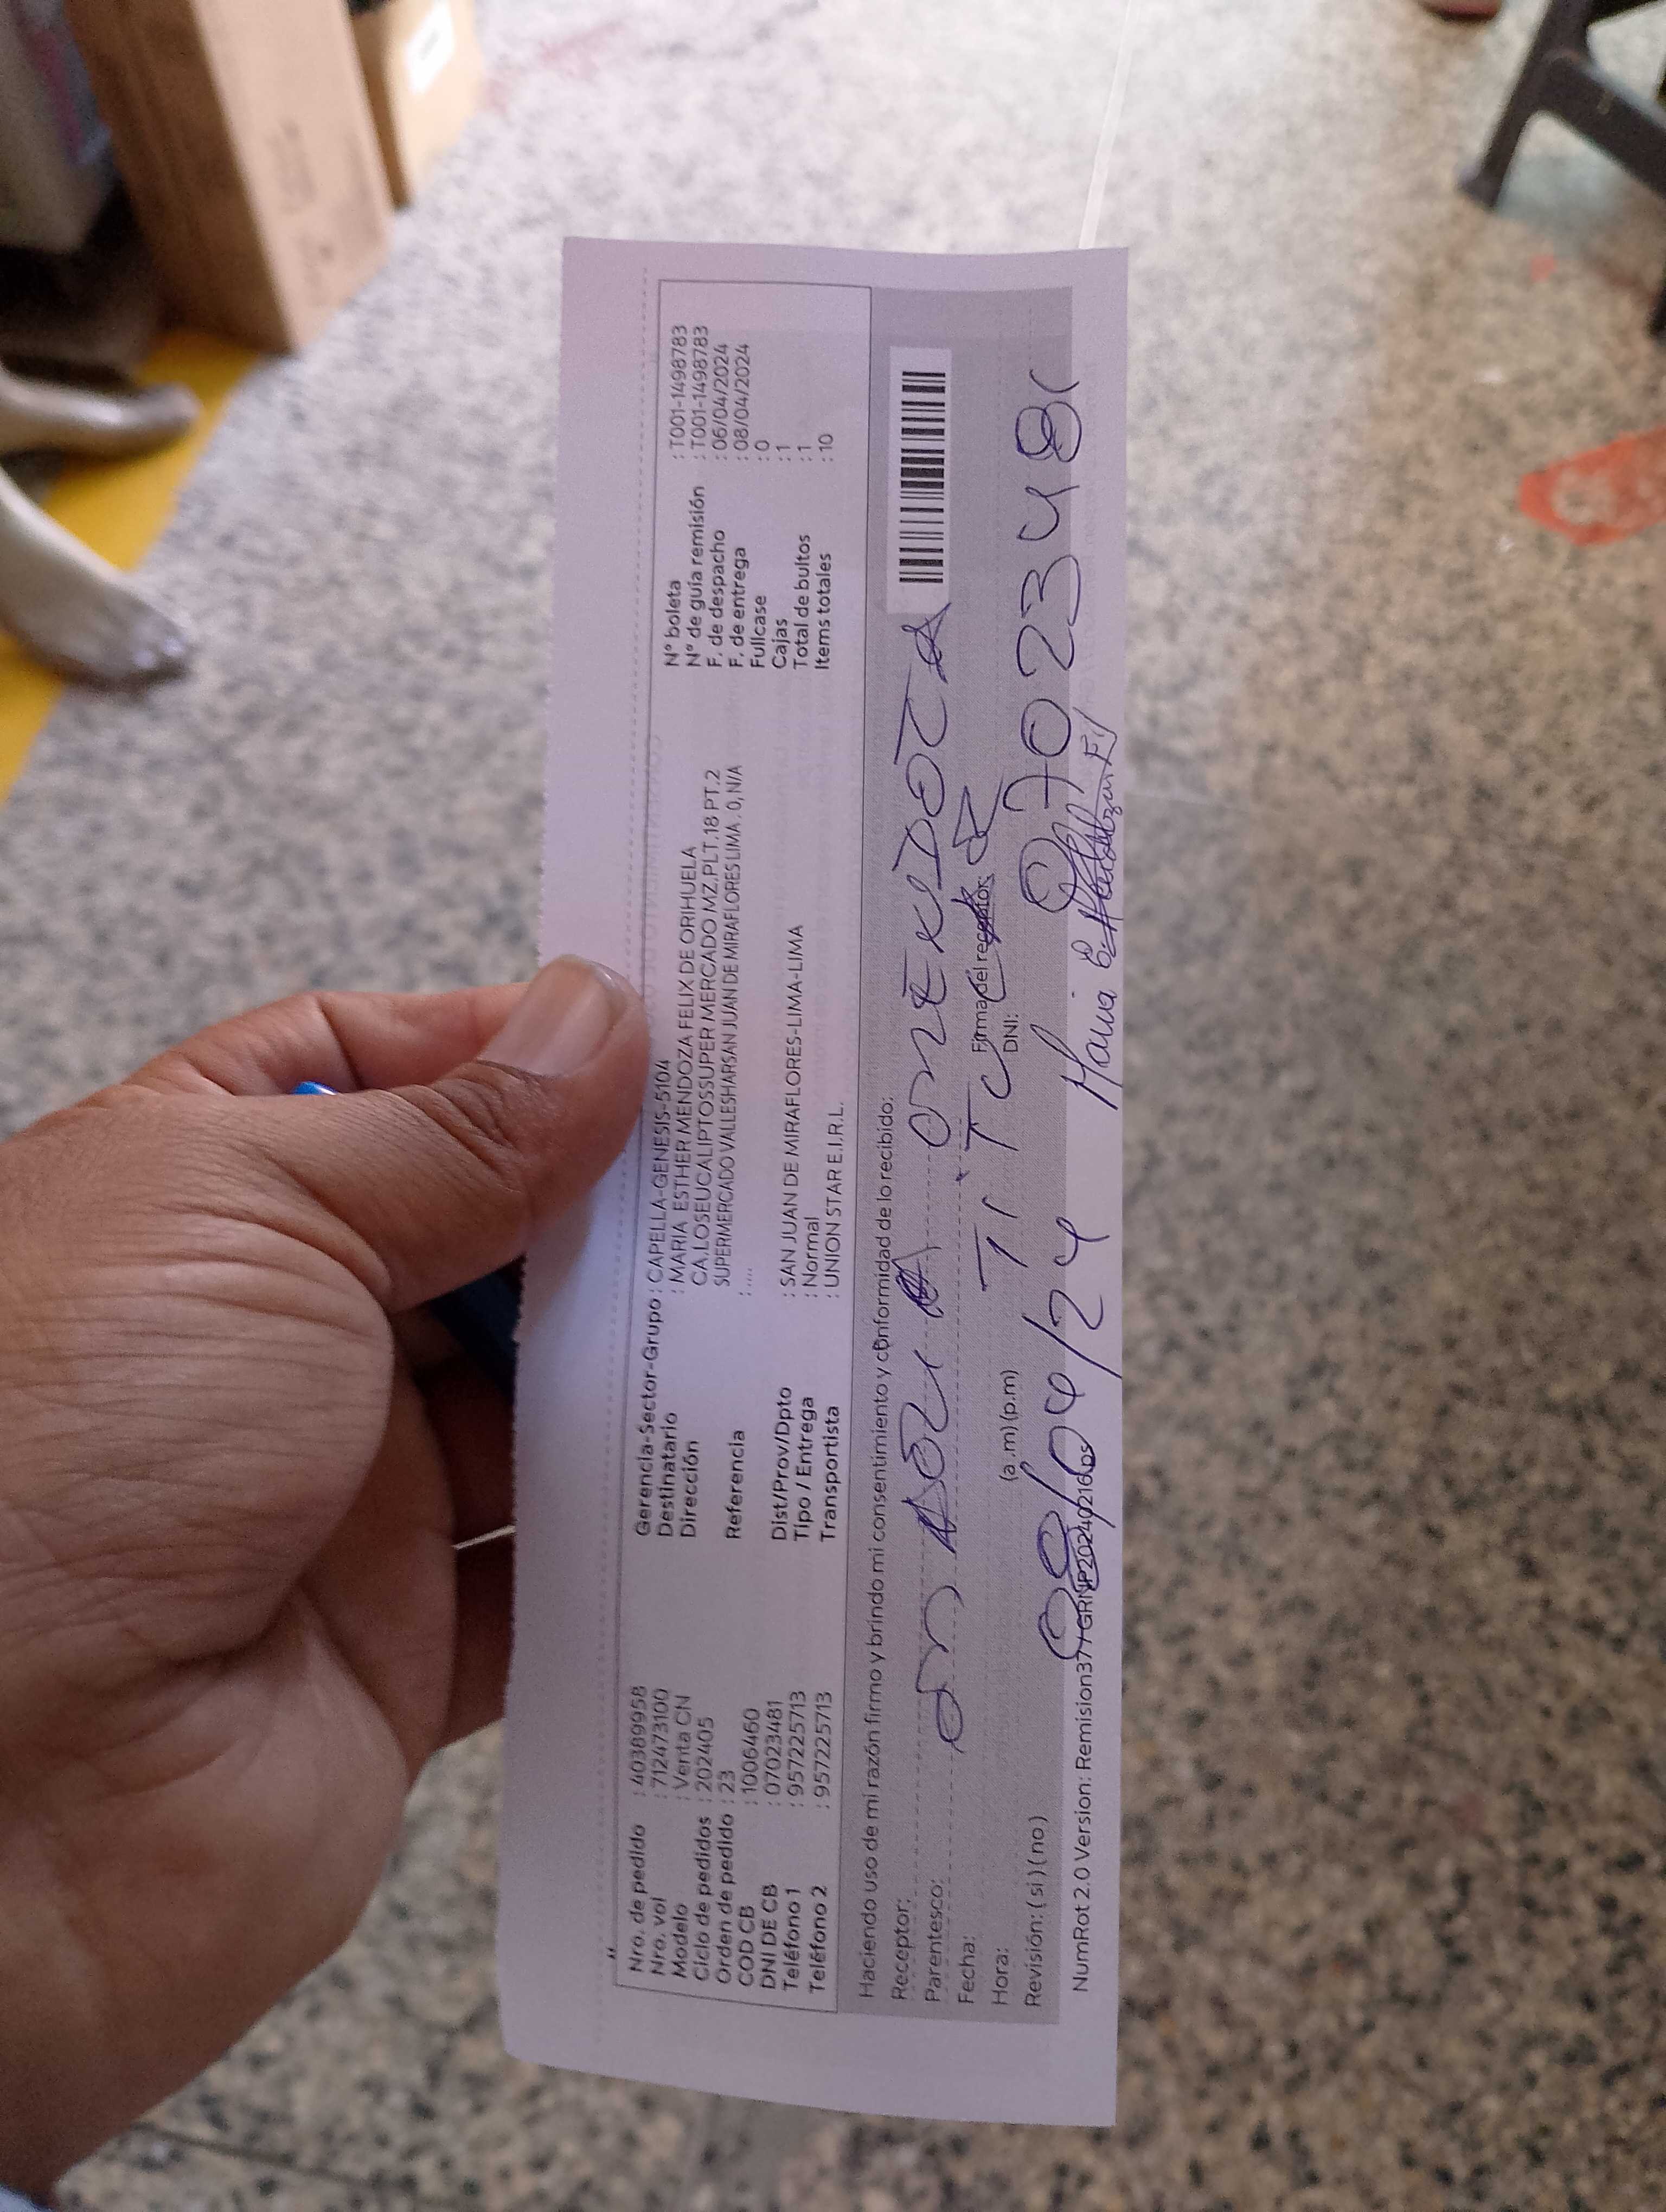 Nro. de pedido : 40389958
Nro. vol : 712473100
Modelo : Venta CN
Ciclo de pedidos : 202405
Orden de pedido : 23
COD CB : 1006460
DNI DE CB : 07023481
Teléfono 1 : 957225713
Teléfono 2 : 957225713
Gerencia-Sector-Grupo : CAPELLA-GENESIS-5104
Destinatario : MARIA ESTHER MENDOZA FELIX DE ORIHUELA
Dirección CA.LOSEUCALIPTOSSUPER MERCADO MZ.PLT.18 PT.2
SUPERMERCADO VALLESHARSAN JUAN DE MIRAFLORES LIMA . 0, N/A
Referencia : ....
Dist/Prov/Dpto : SAN JUAN DE MIRAFLORES-LIMA-LIMA
Tipo / Entrega : Normal
Transportista : UNION STAR E.I.R.L.
N° boleta : T001-1498783
N° de guía remisión : T001-1498783
F. de despacho : 06/04/2024
F. de entrega : 08/04/2024
Fullcase : 0
Cajas : 1
Total de bultos : 1
Items totales : 10
Haciendo uso de mi razón firmo y brindo mi consentimiento y conformidad de lo recibido:
Receptor:
Parentesco:
Fecha:
Hora: (a.m) (p.m)
Revisión: ( si ) ( no )
Firma del receptor:
DNI: 07023481
08/04/24
Maria E.
NumRot 2.0 Version: Remision377GRNP20240216.ps